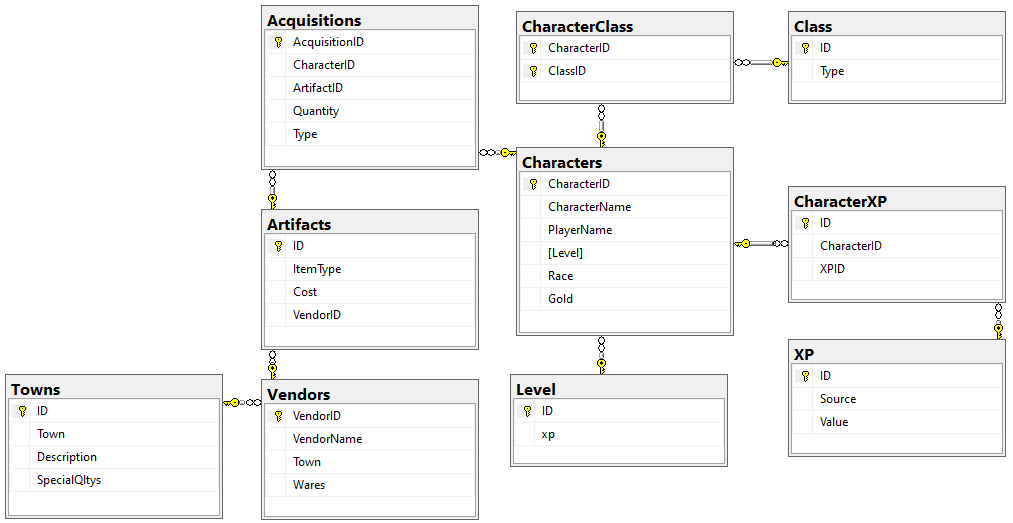 Acquisitions
AcquisitionID
CharacterID
ArtifactID
Quantity
Type
CharacterClass
CharacterID
ClassID
Class
ID
Type
Characters
CharacterID
CharacterName
PlayerName
[Level]
Race
Gold
CharacterXP
ID
CharacterID
XPID
Artifacts
ID
ItemType
Cost
VendorID
XP
ID
Source
Value
Towns
ID
Town
Description
SpecialQltys
Vendors
VendorID
VendorName
Town
Wares
Level
ID
xp